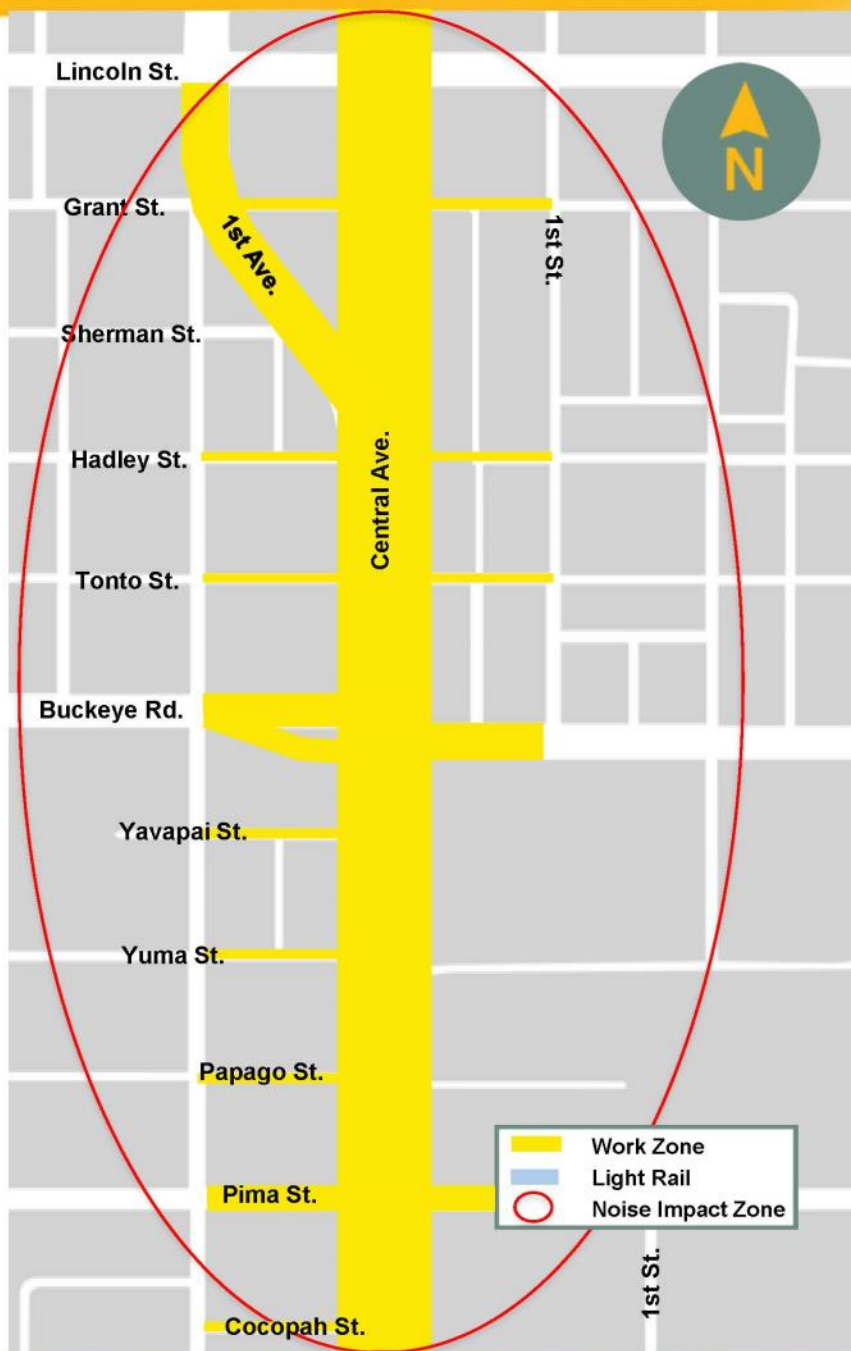 Lincoln St.
N
Grant St.
1st Ave.
1st St.
Sherman St.
Hadley St.
Central Ave.
Tonto St.
Buckeye Rd.
Yavapai St.
Yuma St.
Papago St.
Work Zone
Light Rail
Noise Impact Zone
Pima St.
1st St.
Cocopah St.